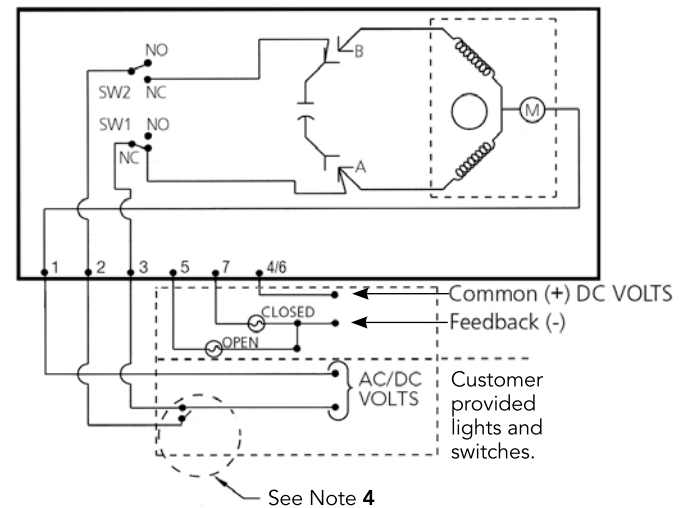 NO
B
SW2
NC
M
SW1
NO
NC
A
1
2
3
5
7
4/6
Common (+) DC VOLTS
CLOSED
Feedback (-)
OPEN
AC/DC
VOLTS
Customer
provided
lights and
switches.
See Note 4